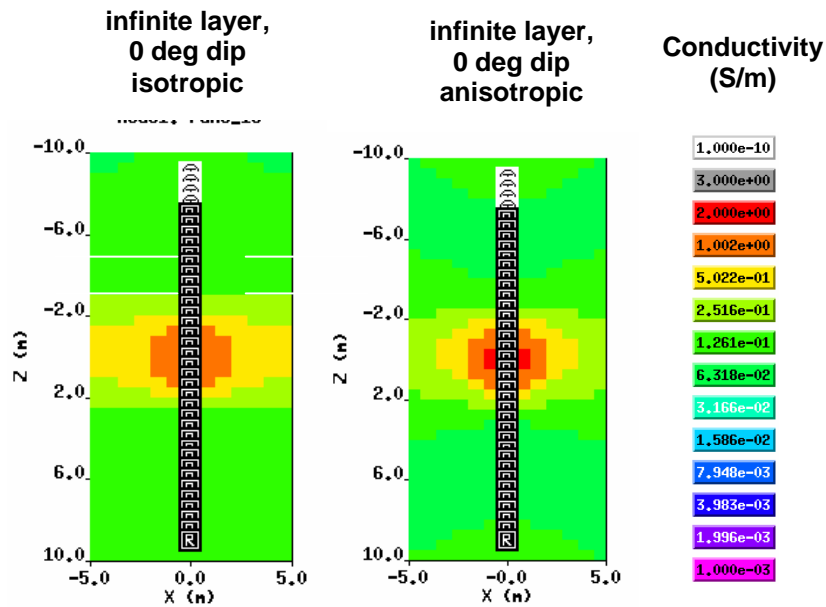 infinite layer,
0 deg dip
isotropic
infinite layer,
0 deg dip
anisotropic
Conductivity
(S/m)
-10.0
-6.0
-2.0
2.0
6.0
10.0
Z (m)
-5.0
-0.0
5.0
X (m)
R
-10.0
-6.0
-2.0
2.0
6.0
10.0
Z (m)
-5.0
-0.0
5.0
X (m)
R
1.000e-10
3.000e+00
2.000e+00
1.002e+00
5.022e-01
2.516e-01
1.261e-01
6.318e-02
3.166e-02
1.586e-02
7.948e-03
3.983e-03
1.996e-03
1.000e-03